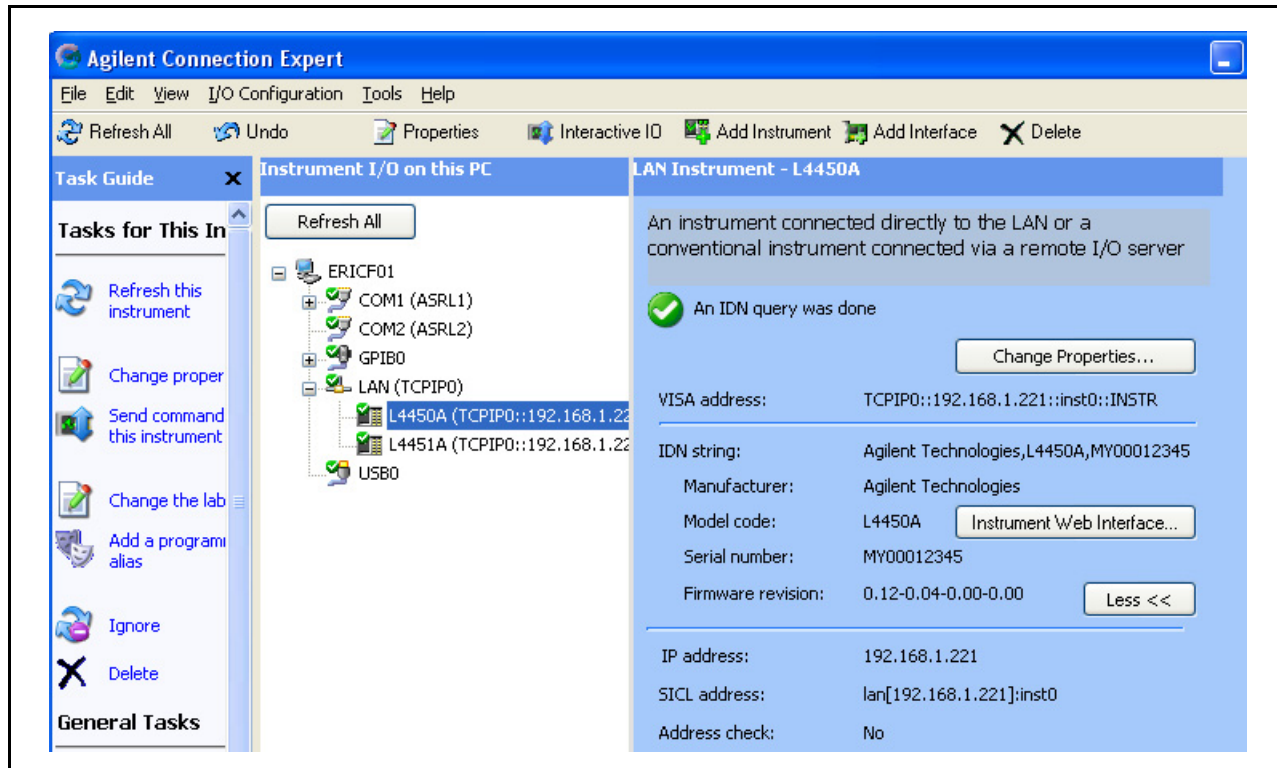 Agilent Connection Expert
File Edit View I/O Configuration Tools Help
Refresh All Undo Properties Interactive IO Add Instrument Add Interface Delete
Task Guide
Tasks for This In
Refresh this
instrument
Change proper
Send command
this instrument
Change the lab
Add a programi
alias
Ignore
Delete
General Tasks
Instrument I/O on this PC
Refresh All
ERICF01
COM1 (ASRL1)
COM2 (ASRL2)
GPIB0
LAN (TCPIP0)
L4450A (TCPIP0::192.168.1.22
L4451A (TCPIP0::192.168.1.22
USB0
LAN Instrument - L4450A
An instrument connected directly to the LAN or a
conventional instrument connected via a remote I/O server
An IDN query was done
Change Properties...
VISA address: TCPIP0::192.168.1.221::inst0::INSTR
IDN string: Agilent Technologies,L4450A,MY00012345
Manufacturer: Agilent Technologies
Model code: L4450A Instrument Web Interface...
Serial number: MY00012345
Firmware revision: 0.12-0.04-0.00-0.00 Less <<
IP address: 192.168.1.221
SICL address: lan[192.168.1.221]:inst0
Address check: No